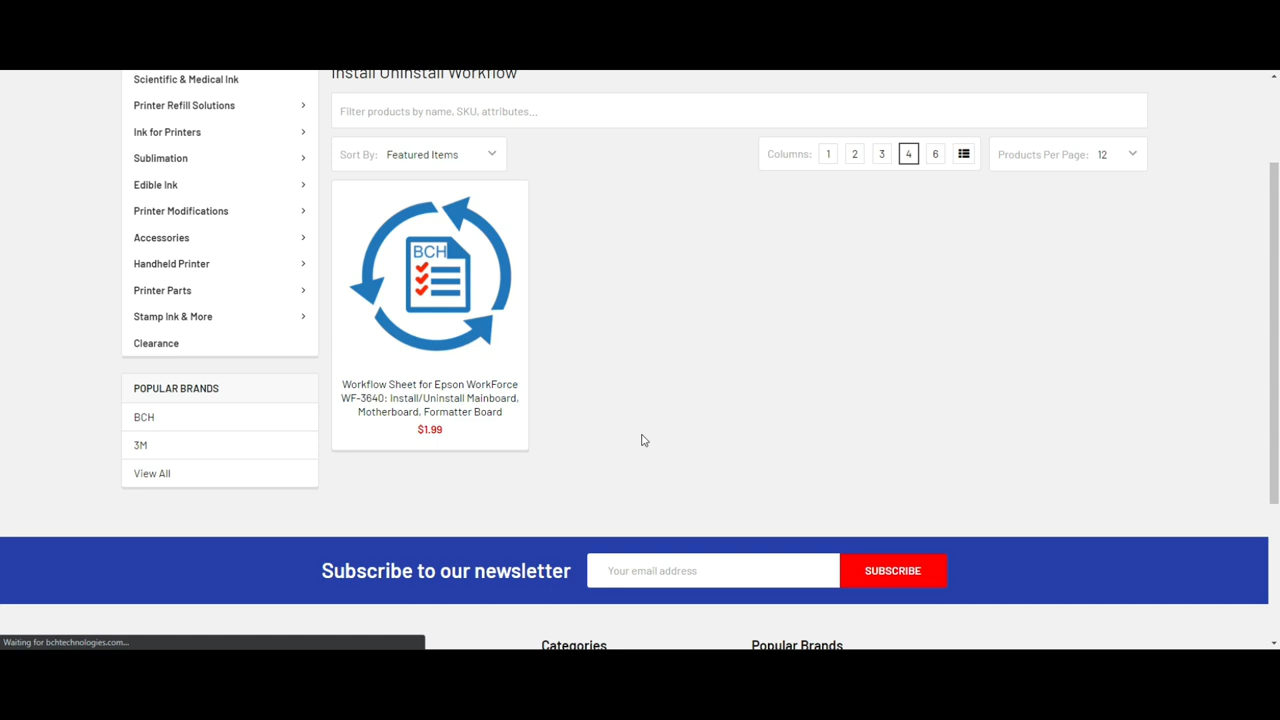 Scientific & Medical Ink
Printer Refill Solutions
Ink for Printers
Sublimation
Edible Ink
Printer Modifications
Accessories
Handheld Printer
Printer Parts
Stamp Ink & More
Clearance
POPULAR BRANDS
BCH
3M
View All
Install Uninstall Workflow
Filter products by name, SKU, attributes...
Sort By: Featured Items
Columns: 1 2 3 4 6
Products Per Page: 12
BCH
Workflow Sheet for Epson WorkForce
WF-3640: Install/Uninstall Mainboard,
Motherboard, Formatter Board
$1.99
Subscribe to our newsletter
Your email address
SUBSCRIBE
Waiting for bchtechnologies.com...
Categories
Popular Brands